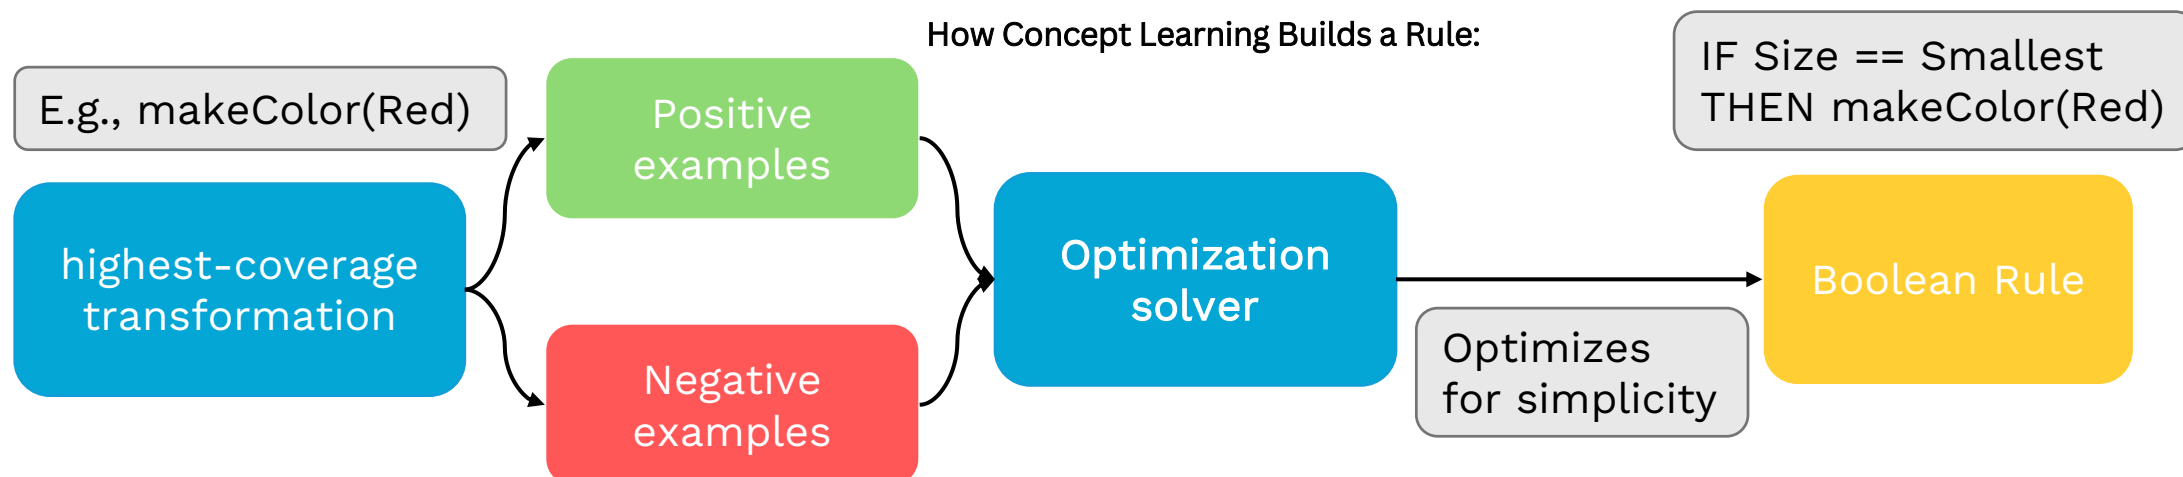 How Concept Learning Builds a Rule:
E.g., makeColor(Red)
highest-coverage
transformation
Positive
examples
Negative
examples
Optimization
solver
Optimizes
for simplicity
IF Size == Smallest
THEN makeColor(Red)
Boolean Rule